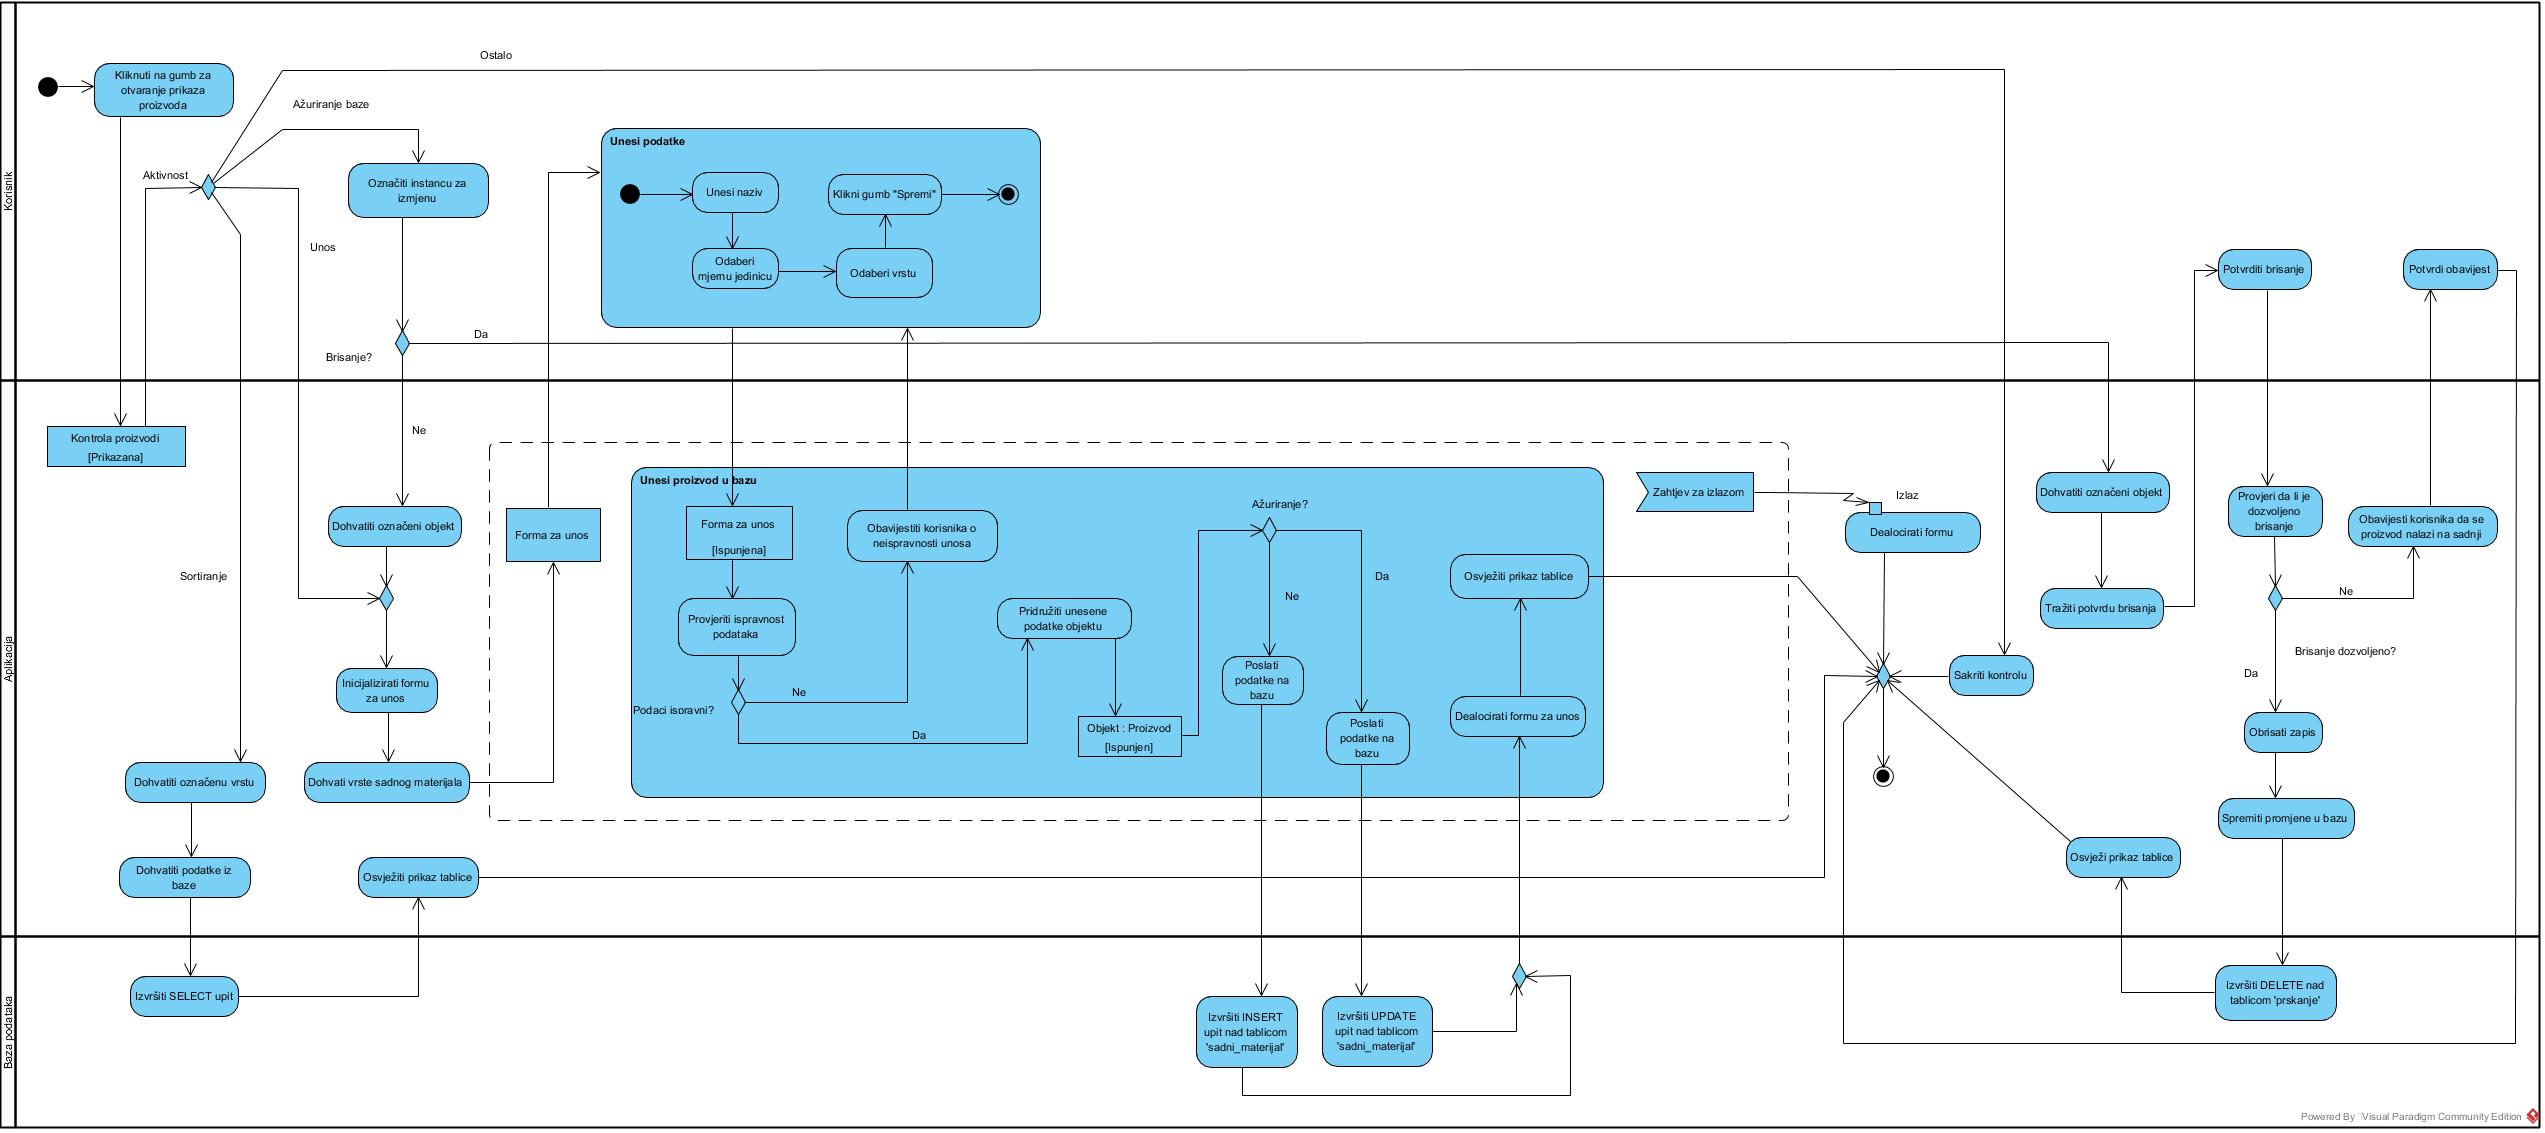 Korisnik
Ostalo
Kliknuti na gumb za
otvaranje prikaza
proizvoda
Ažuriranje baze
Aktivnost
Označiti instancu za
izmjenu
Unos
Brisanje?
Da
Unesi podatke
Unesi naziv
Klikni gumb "Spremi"
Odaberi
mjernu jedinicu
Odaberi vrstu
Potvrditi brisanje
Potvrdi obavijest
Aplikacija
Kontrola proizvodi
[Prikazana]
Ne
Dohvatiti označeni objekt
Sortiranje
Inicijalizirati formu
za unos
Dohvatiti označenu vrstu
Dohvati vrste sadnog materijala
Dohvatiti podatke iz
baze
Osvježiti prikaz tablice
Forma za unos
Unesi proizvod u bazu
Forma za unos
[Ispunjena]
Obavijestiti korisnika o
neispravnosti unosa
Provjeriti ispravnost
podataka
Podaci ispravni?
Ne
Da
Pridružiti unesene
podatke objektu
Objekt : Proizvod
[Ispunjen]
Ažuriranje?
Ne
Da
Poslati
podatke na
bazu
Poslati
podatke na
bazu
Osvježiti prikaz tablice
Dealocirati formu za unos
Zahtjev za izlazom
Izlaz
Dealocirati formu
Sakriti kontrolu
Dohvatiti označeni objekt
Tražiti potvrdu brisanja
Provjeri da li je
dozvoljeno
brisanje
Obavijesti korisnika da se
proizvod nalazi na sadnji
Ne
Brisanje dozvoljeno?
Da
Obrisati zapis
Spremiti promjene u bazu
Osvježi prikaz tablice
Baza podataka
Izvršiti SELECT upit
Izvršiti INSERT
upit nad tablicom
'sadni_materijal'
Izvršiti UPDATE
upit nad tablicom
'sadni_materijal'
Izvršiti DELETE nad
tablicom 'prskanje'
Powered By Visual Paradigm Community Edition